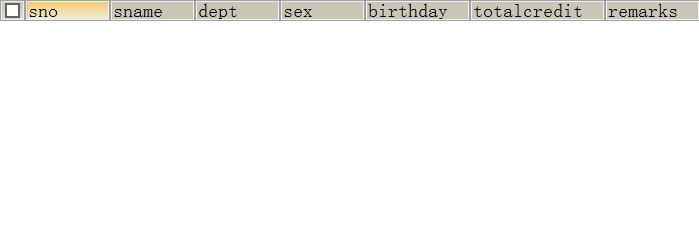 sno sname dept sex birthday totalcredit remarks